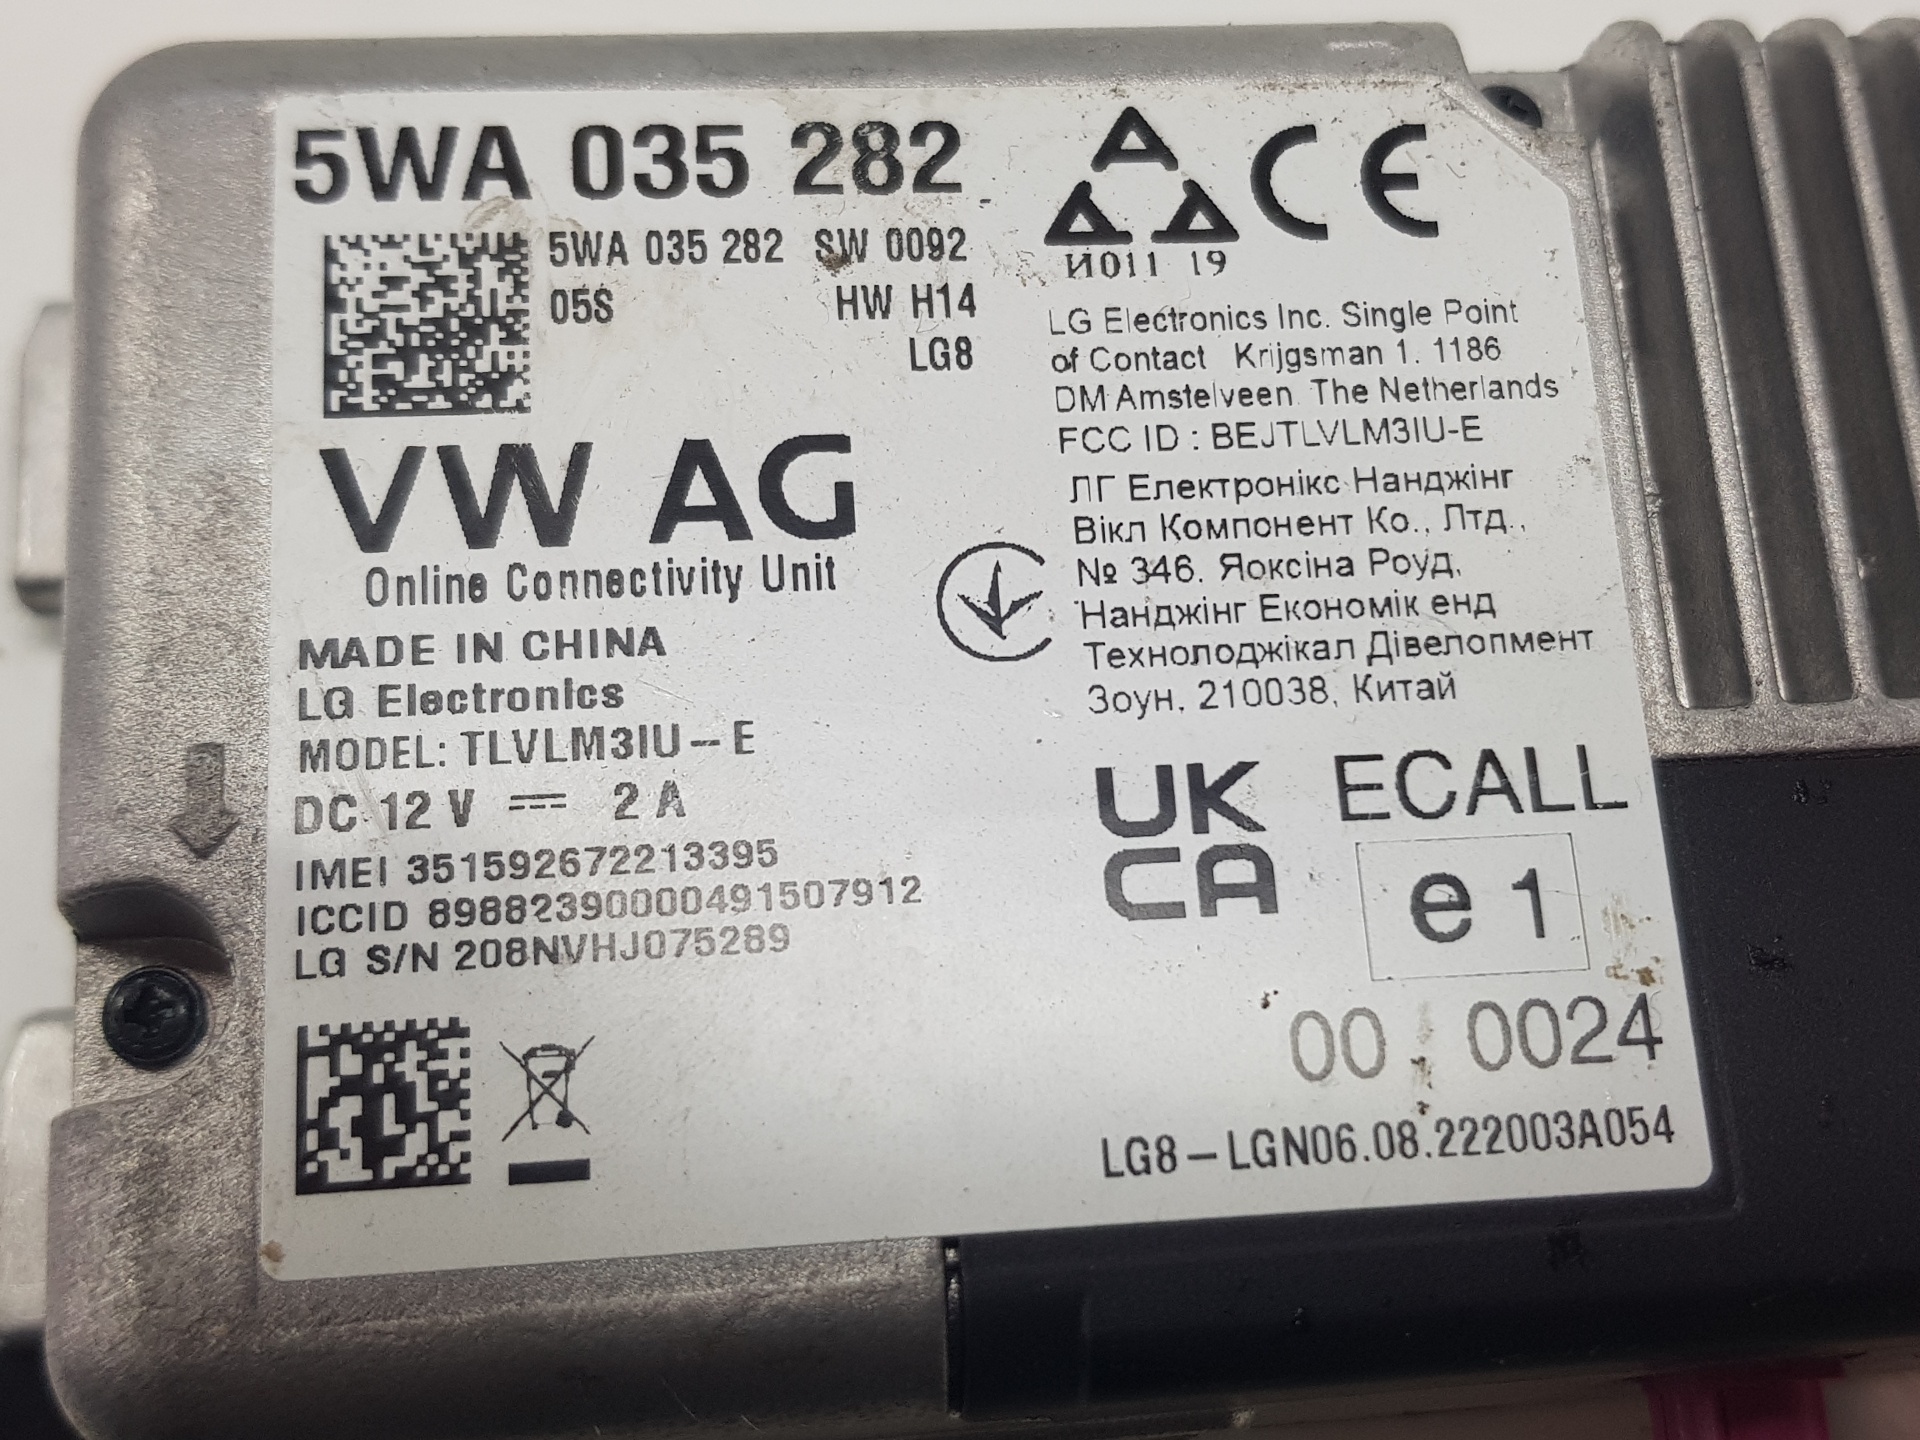 5WA 035 282
5WA 035 282 SW 0092
05S HW H14
LG8
VW AG
Online Connectivity Unit
MADE IN CHINA
LG Electronics
MODEL: TLVLM3IU-E
DC 12 V 2 A
IMEI 351592672213395
ICCID 89882390000491507912
LG S/N 208NVHJ075289
CE
И011 19
LG Electronics Inc. Single Point
of Contact Krijgsman 1. 1186
DM Amstelveen The Netherlands
FCC ID : BEJTLVLM3IU-E
ЛГ Електронікс Нанджінг
Вікл Компонент Ко., Лтд.,
№ 346. Яоксіна Роуд,
Нанджінг Економік енд
Технолоджікал Дівелопмент
Зоун, 210038, Китай
UK
CA
ECALL
e 1
00 0024
LG8-LGN06.08.222003A054